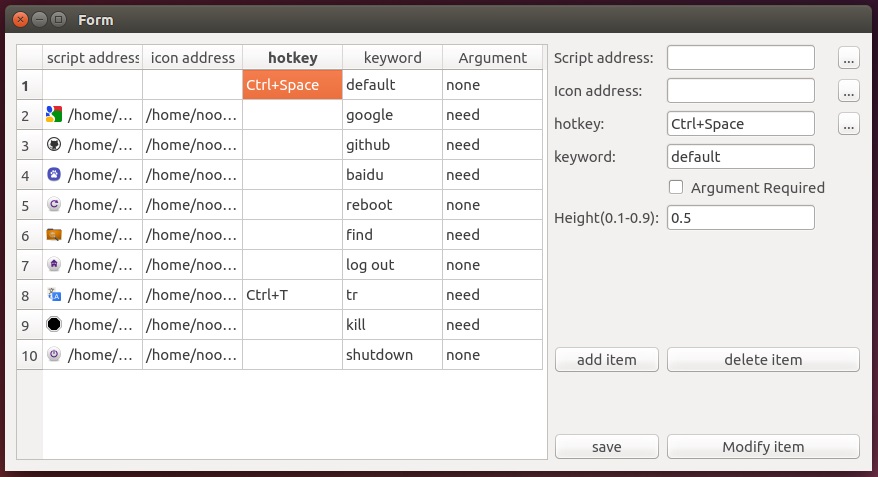 Form
script address icon address hotkey keyword Argument
1 Ctrl+Space default none
2 /home/... /home/noo... google need
3 /home/... /home/noo... github need
4 /home/... /home/noo... baidu need
5 /home/... /home/noo... reboot none
6 /home/... /home/noo... find need
7 /home/... /home/noo... log out none
8 /home/... /home/noo... Ctrl+T tr need
9 /home/... /home/noo... kill need
10 /home/... /home/noo... shutdown none
Script address: ...
Icon address: ...
hotkey: Ctrl+Space ...
keyword: default
Argument Required
Height(0.1-0.9): 0.5
add item delete item
save Modify item